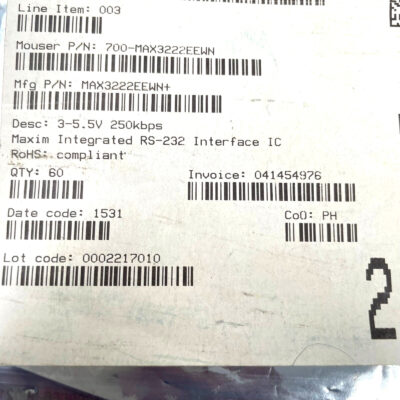 Line Item: 003
Mouser P/N: 700-MAX3222EEWN
Mfg P/N: MAX3222EEWN+
Desc: 3-5.5V 250kbps
Maxim Integrated RS-232 Interface IC
RoHS: compliant
QTY: 60 Invoice: 041454976
Date code: 1531 CoO: PH
Lot code: 0002217010
2